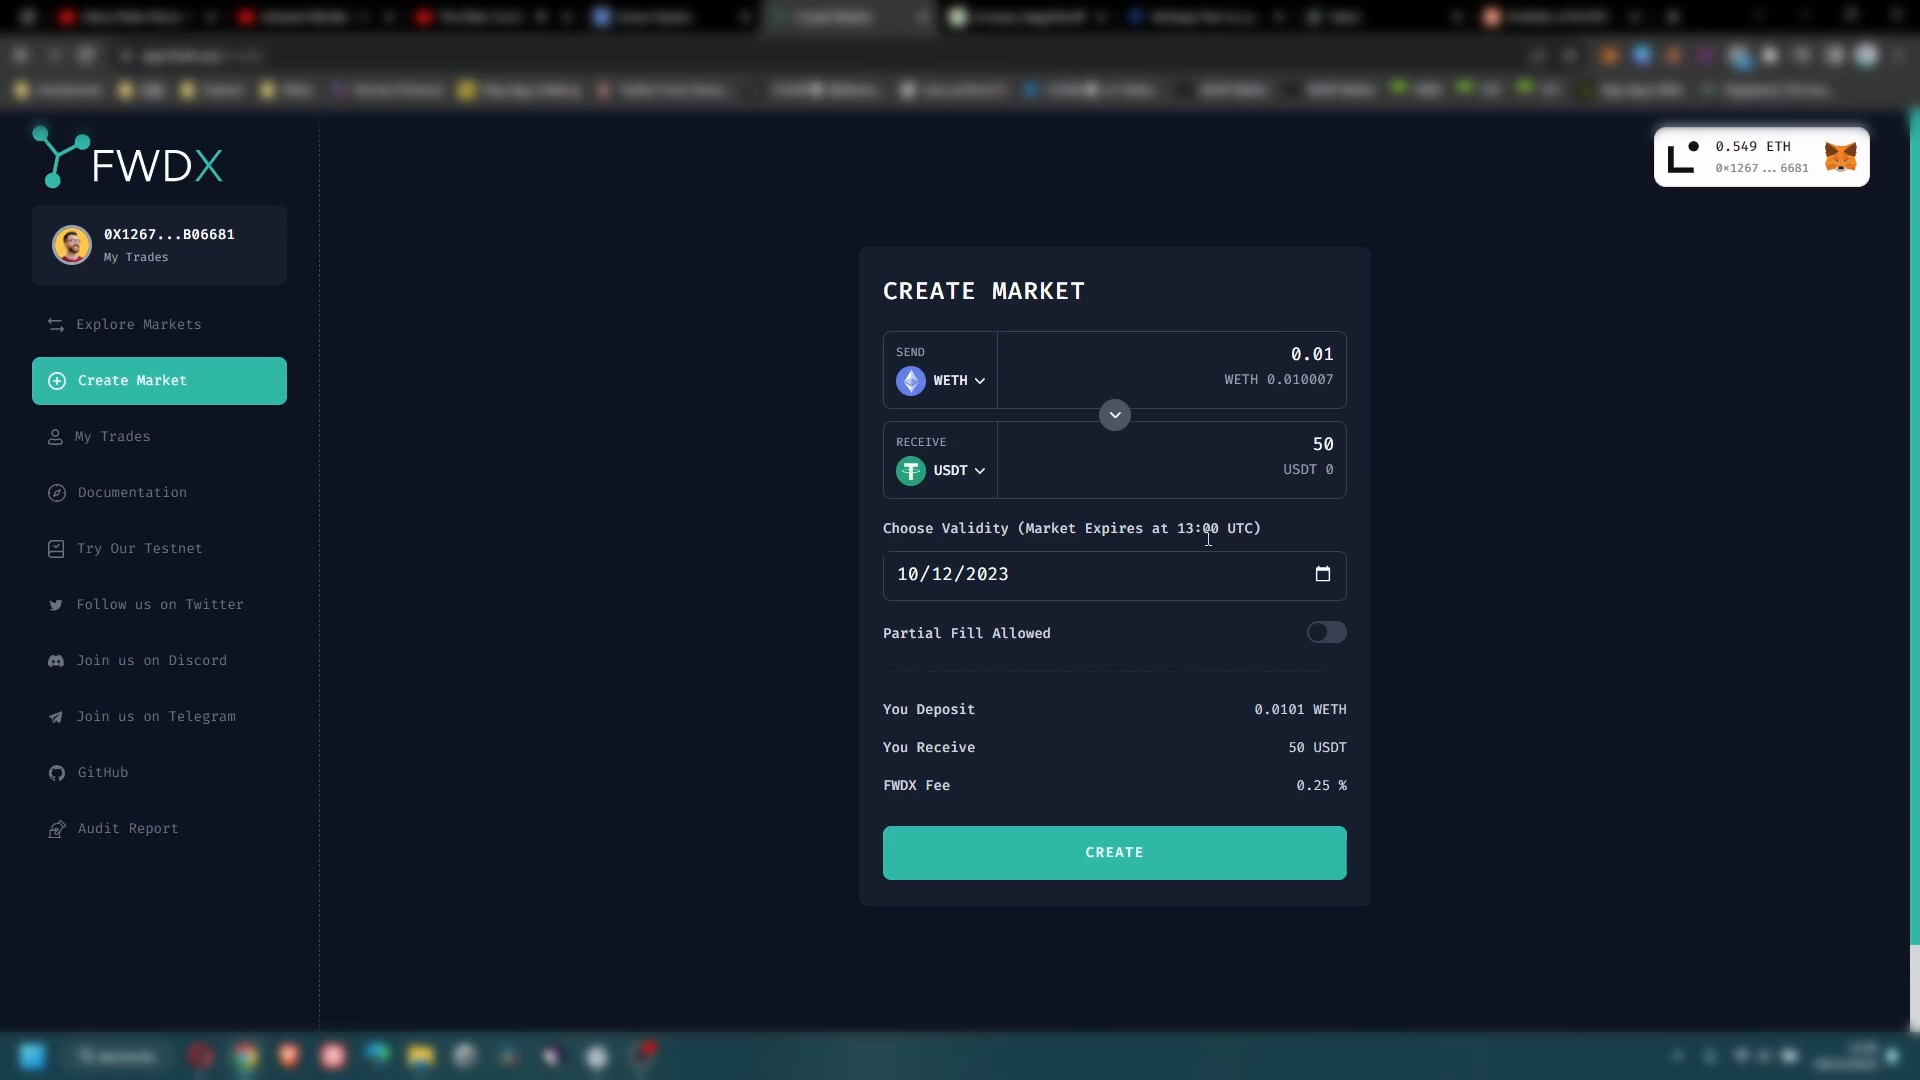 FWDX
0.549 ETH
0×1267...6681
0X1267...B06681
My Trades
Explore Markets
Create Market
My Trades
Documentation
Try Our Testnet
Follow us on Twitter
Join us on Discord
Join us on Telegram
GitHub
Audit Report
CREATE MARKET
SEND
WETH
0.01
WETH 0.010007
RECEIVE
USDT
50
USDT 0
Choose Validity (Market Expires at 13:00 UTC)
10/12/2023
Partial Fill Allowed
You Deposit 0.0101 WETH
You Receive 50 USDT
FWDX Fee 0.25 %
CREATE